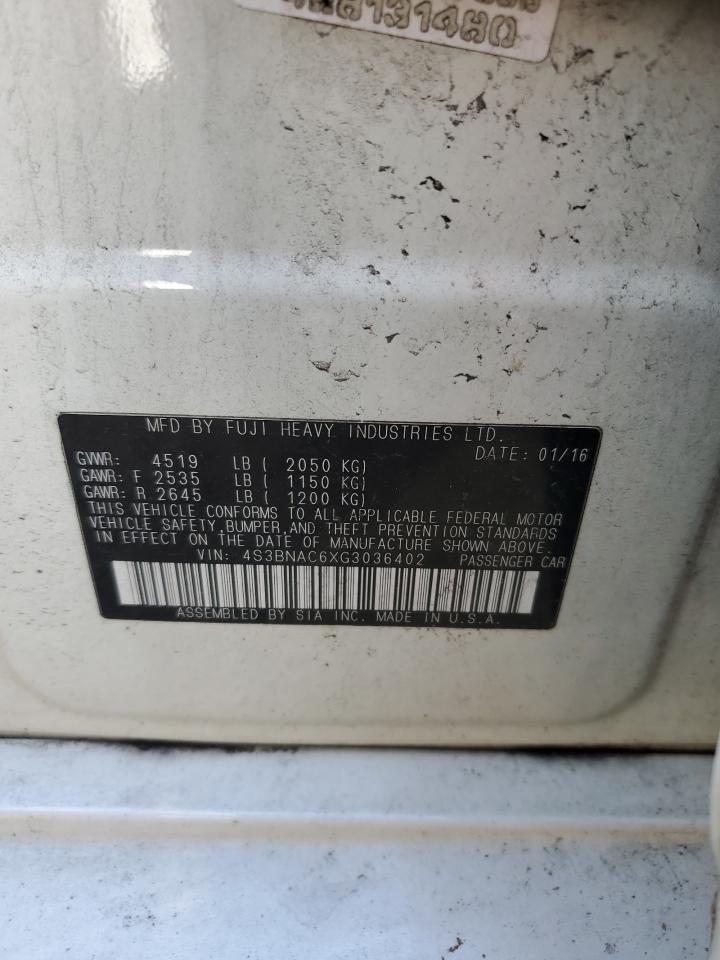 MFD BY FUJI HEAVY INDUSTRIES LTD.
DATE: 01/16
GVWR: 4519 LB ( 2050 KG)
GAWR: F 2535 LB ( 1150 KG)
GAWR: R 2645 LB ( 1200 KG)
THIS VEHICLE CONFORMS TO ALL APPLICABLE FEDERAL MOTOR
VEHICLE SAFETY, BUMPER, AND THEFT PREVENTION STANDARDS
IN EFFECT ON THE DATE OF MANUFACTURE SHOWN ABOVE.
VIN: 4S3BNAC6XG3036402 PASSENGER CAR
ASSEMBLED BY SIA INC. MADE IN U.S.A.